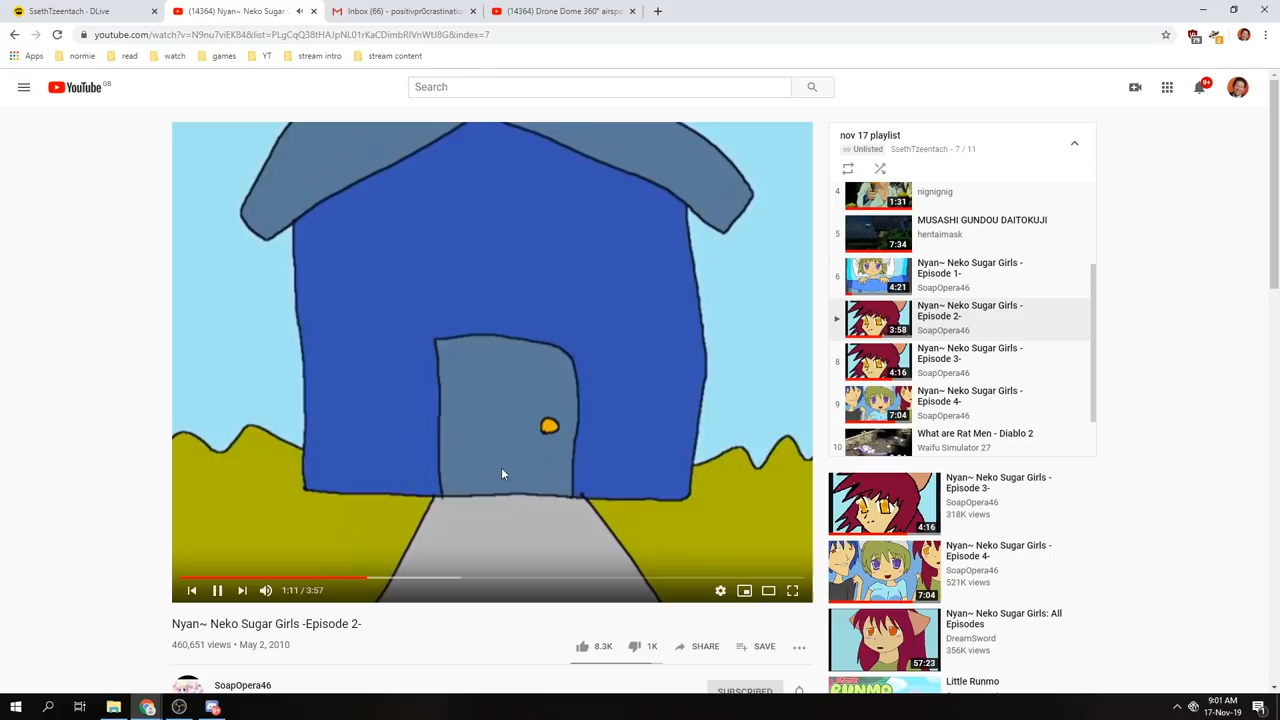 SsethTzeentach - DLive
(14364) Nyan~ Neko Sugar G
Inbox (66) - positivpr0crastinatio
(14364) Drone Dome 360° airspa
youtube.com/watch?v=N9nu7viEK84&list=PLgCqQ38tHAJpNL01rKaCDimbRIVnWtJ8G&index=7
79
2
Apps
normie
read
watch
games
YT
stream intro
stream content
YouTube GB
Search
9+
nov 17 playlist
Unlisted
SsethTzeentach - 7 / 11
4
1:31
nignignig
5
7:34
MUSASHI GUNDOU DAITOKUJI
hentaimask
6
4:21
Nyan~ Neko Sugar Girls -
Episode 1-
SoapOpera46
3:58
Nyan~ Neko Sugar Girls -
Episode 2-
SoapOpera46
8
4:16
Nyan~ Neko Sugar Girls -
Episode 3-
SoapOpera46
9
7:04
Nyan~ Neko Sugar Girls -
Episode 4-
SoapOpera46
10
What are Rat Men - Diablo 2
Waifu Simulator 27
1:11 / 3:57
Nyan~ Neko Sugar Girls -Episode 2-
460,651 views • May 2, 2010
8.3K
1K
SHARE
SAVE
SoapOpera46
SUBSCRIBED
4:16
Nyan~ Neko Sugar Girls -
Episode 3-
SoapOpera46
318K views
7:04
Nyan~ Neko Sugar Girls -
Episode 4-
SoapOpera46
521K views
57:23
Nyan~ Neko Sugar Girls: All
Episodes
DreamSword
356K views
RUNMO
Little Runmo
9:01 AM
17-Nov-19
1